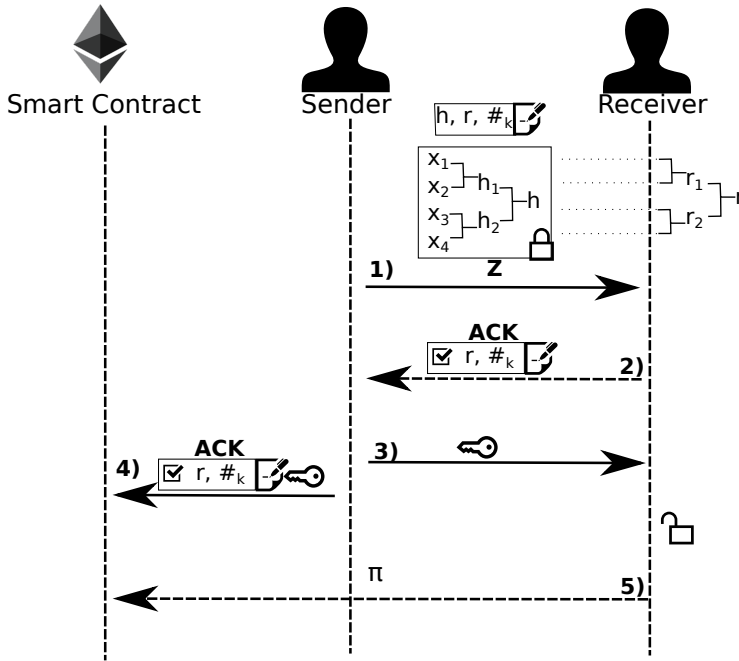 Smart Contract
Sender
Receiver
h, r, #k
x1
x2
x3
x4
h1
h2
h
r1
r2
z
1)
ACK
r, #k
2)
ACK
4)
r, #k
3)
π
5)